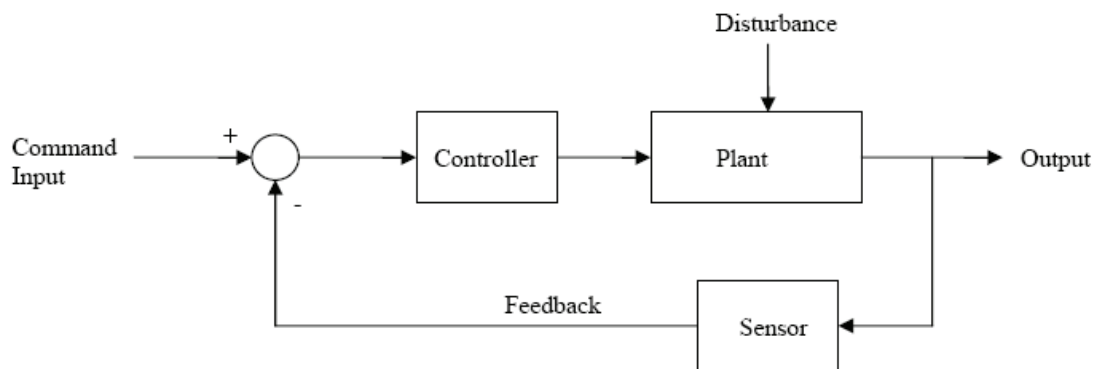 Disturbance
+
Command
Input
Controller
Plant
Output
-
Feedback
Sensor